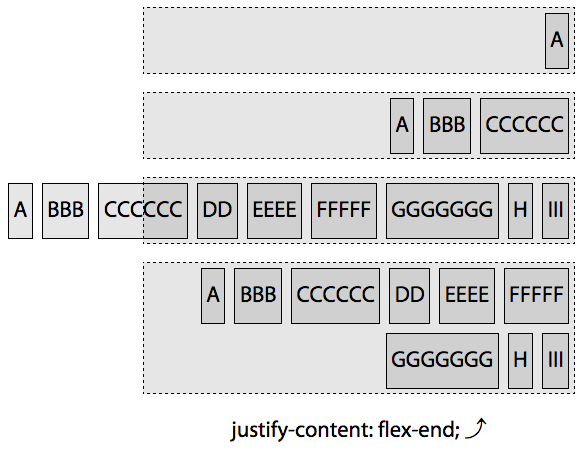 A
A BBB CCCCCC
A BBB CCCCCC DD EEEE FFFFF GGGGGGG H III
A BBB CCCCCC DD EEEE FFFFF
GGGGGGG H III
justify-content: flex-end;